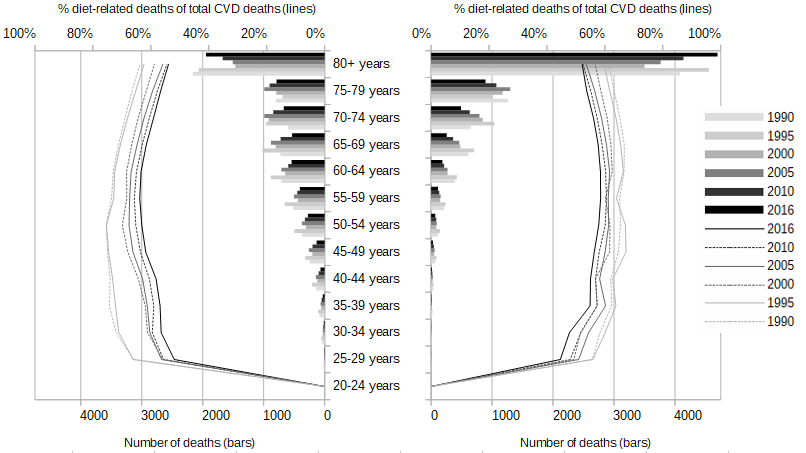 % diet-related deaths of total CVD deaths (lines)
% diet-related deaths of total CVD deaths (lines)
100% 80% 60% 40% 20% 0%
0% 20% 40% 60% 80% 100%
80+ years
75-79 years
70-74 years
65-69 years
60-64 years
55-59 years
50-54 years
45-49 years
40-44 years
35-39 years
30-34 years
25-29 years
20-24 years
1990
1995
2000
2005
2010
2016
2016
2010
2005
2000
1995
1990
4000 3000 2000 1000 0
0 1000 2000 3000 4000
Number of deaths (bars)
Number of deaths (bars)